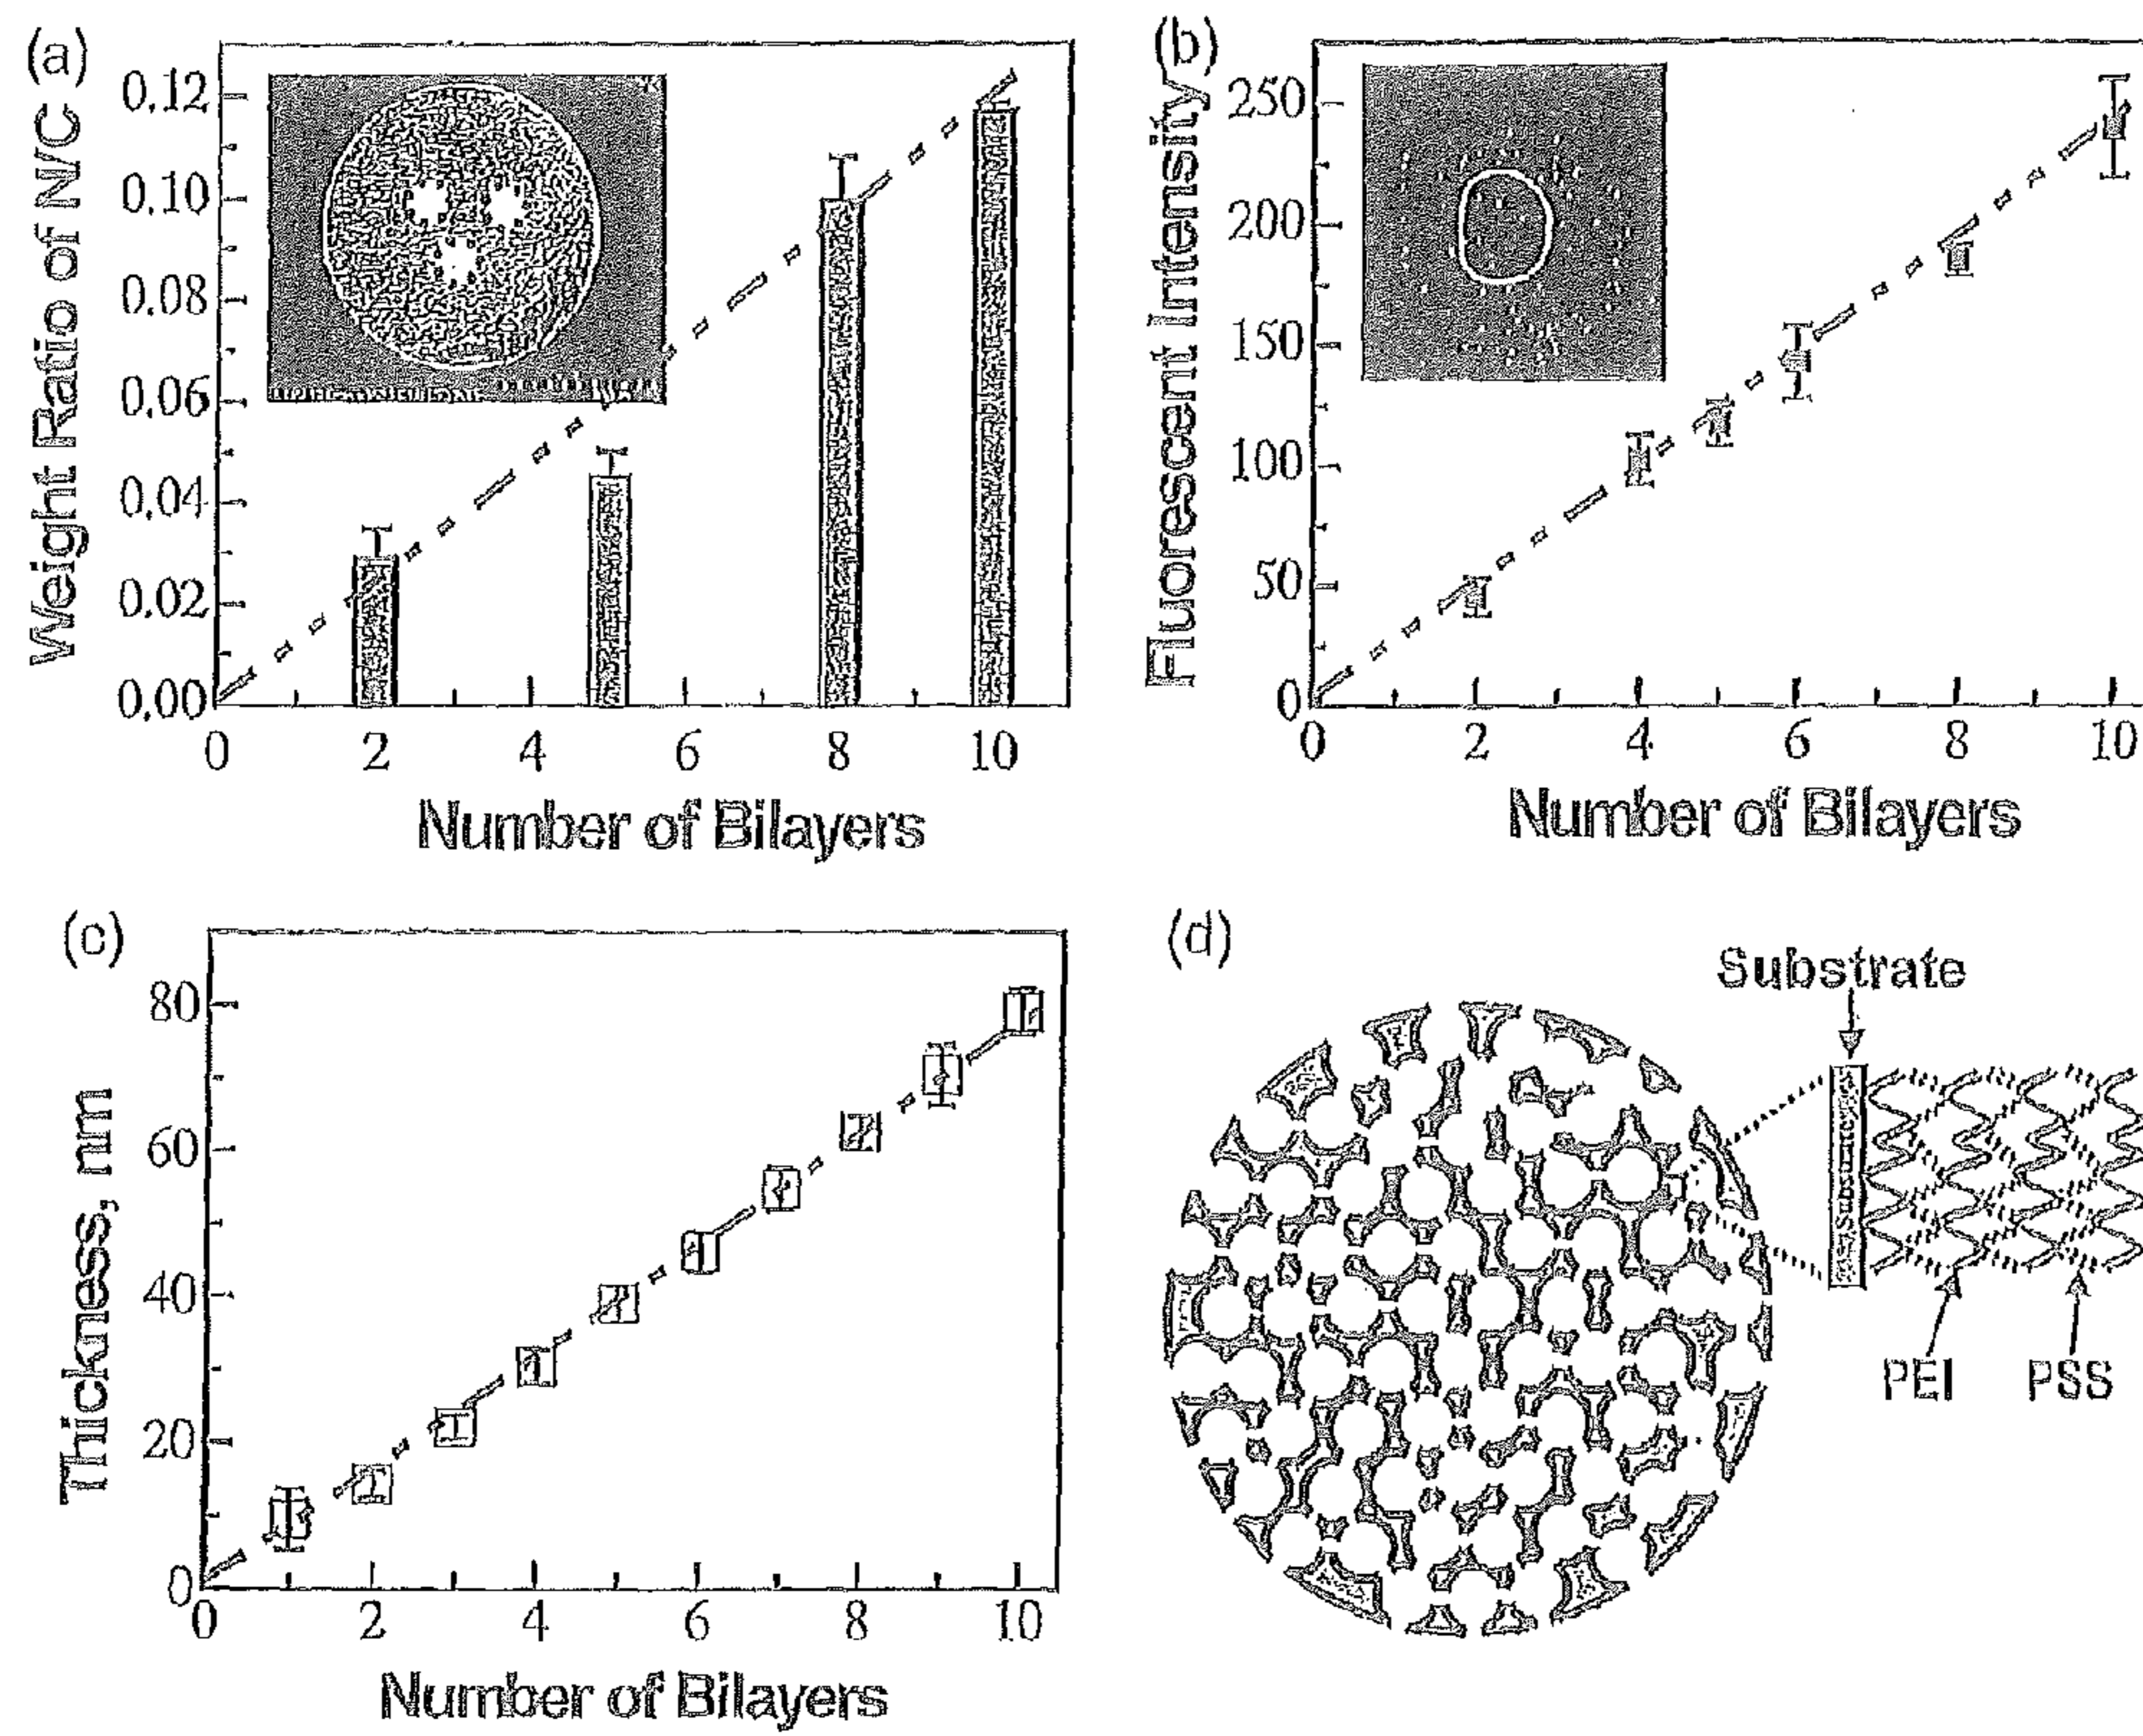 (a)
Weight Ratio of N/C
0.12
0.10
0.08
0.06
0.04
0.02
0.00
0 2 4 6 8 10
Number of Bilayers
(b)
Fluorescent Intensity
250
200
150
100
50
0
0 2 4 6 8 10
Number of Bilayers
(c)
Thickness, nm
80
60
40
20
0
0 2 4 6 8 10
Number of Bilayers
(d)
Substrate
PEI PSS